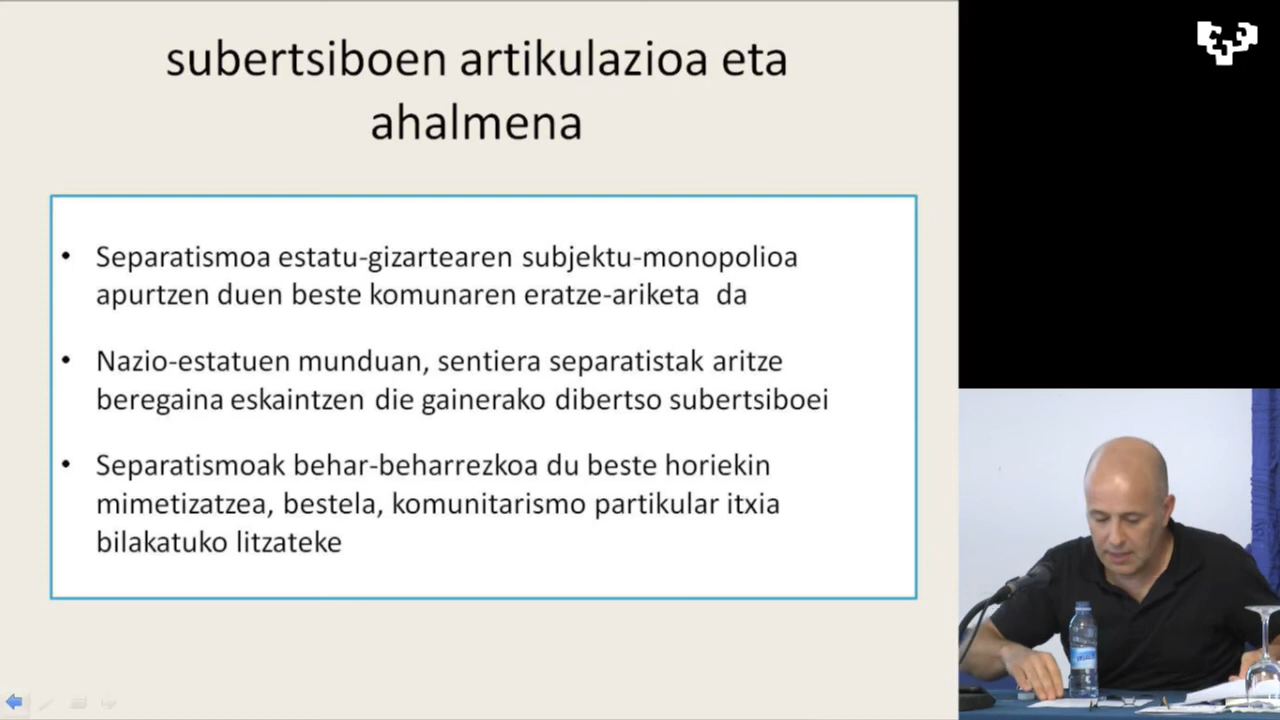 subertsiboen artikulazioa eta
ahalmena
• Separatismoa estatu-gizartearen subjektu-monopolioa
apurtzen duen beste komunaren eratze-ariketa da
• Nazio-estatuen munduan, sentiera separatistak aritze
beregaina eskaintzen die gainerako dibertso subertsiboei
• Separatismoak behar-beharrezkoa du beste horiekin
mimetizatzea, bestela, komunitarismo partikular itxia
bilakatuko litzateke